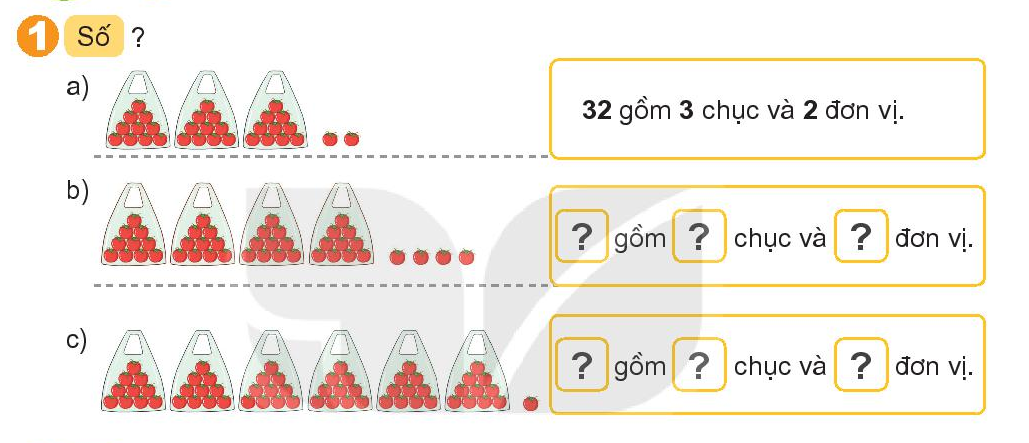 1 Số ?
a)
32 gồm 3 chục và 2 đơn vị.
b)
? gồm ? chục và ? đơn vị.
c)
? gồm ? chục và ? đơn vị.